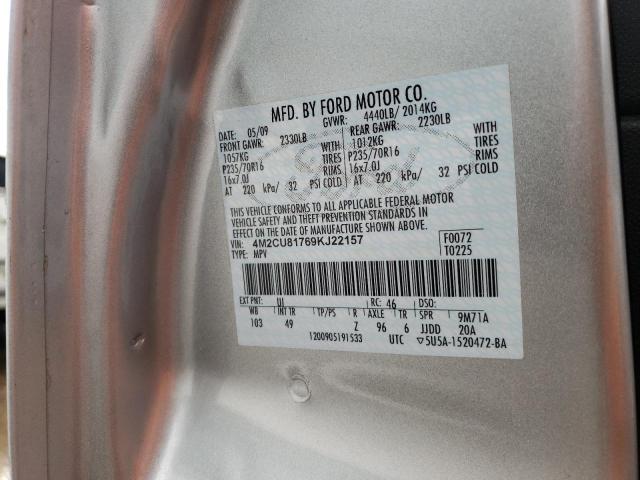 MFD. BY FORD MOTOR CO.
DATE: 05/09 GVWR: 4440LB/ 2014KG
FRONT GAWR: 2330LB REAR GAWR: 2230LB
1057KG WITH 1012KG WITH
P235/70R16 TIRES P235/70R16 TIRES
16x7.0J RIMS 16x7.0J RIMS
AT 220 kPa/ 32 PSI COLD AT 220 kPa/ 32 PSI COLD
THIS VEHICLE CONFORMS TO ALL APPLICABLE FEDERAL MOTOR
VEHICLE SAFETY AND THEFT PREVENTION STANDARDS IN
EFFECT ON THE DATE OF MANUFACTURE SHOWN ABOVE.
VIN: 4M2CU81769KJ22157 F0072
TYPE: MPV T0225
EXT PNT: UI RC: 46 DSO:
WB INT TR TP/PS R AXLE TR SPR 9M71A
103 49 Z 96 6 JJDD 20A
1200905191533 UTC ▽5U5A-1520472-BA
Ford